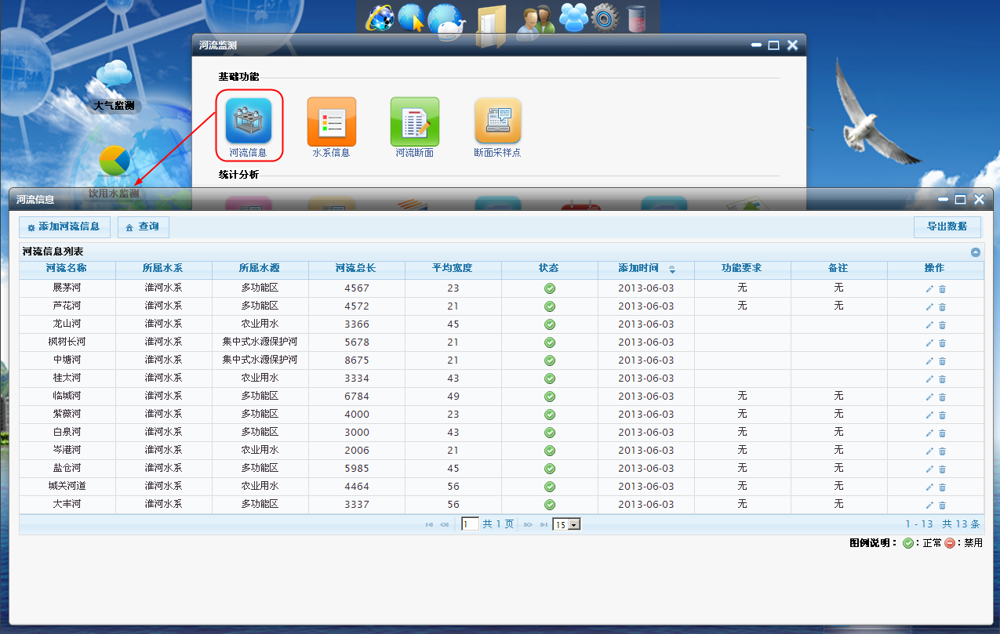 河流监测
基础功能
大气监测
河流信息 水系信息 河流断面 断面采样点
统计分析
饮用水监测
河流信息
添加河流信息 查询 导出数据
河流信息列表
河流名称 所属水系 所属水源 河流总长 平均宽度 状态 添加时间 功能要求 备注 操作
展茅河 淮河水系 多功能区 4567 23 2013-06-03 无 无
芦花河 淮河水系 多功能区 4572 21 2013-06-03 无 无
龙山河 淮河水系 农业用水 3366 45 2013-06-03
枫树长河 淮河水系 集中式水源保护河 5678 21 2013-06-03
中塘河 淮河水系 集中式水源保护河 8675 21 2013-06-03
桂太河 淮河水系 农业用水 3334 43 2013-06-03
临城河 淮河水系 多功能区 6784 49 2013-06-03 无 无
紫薇河 淮河水系 多功能区 4000 23 2013-06-03 无 无
白泉河 淮河水系 多功能区 3000 43 2013-06-03 无 无
岑港河 淮河水系 农业用水 2006 21 2013-06-03 无 无
盐仓河 淮河水系 多功能区 5985 45 2013-06-03 无 无
城关河道 淮河水系 农业用水 4464 56 2013-06-03 无 无
大丰河 淮河水系 多功能区 3337 56 2013-06-03 无 无
1 共 1 页 15 1 - 13 共 13 条
图例说明： ：正常 ：禁用